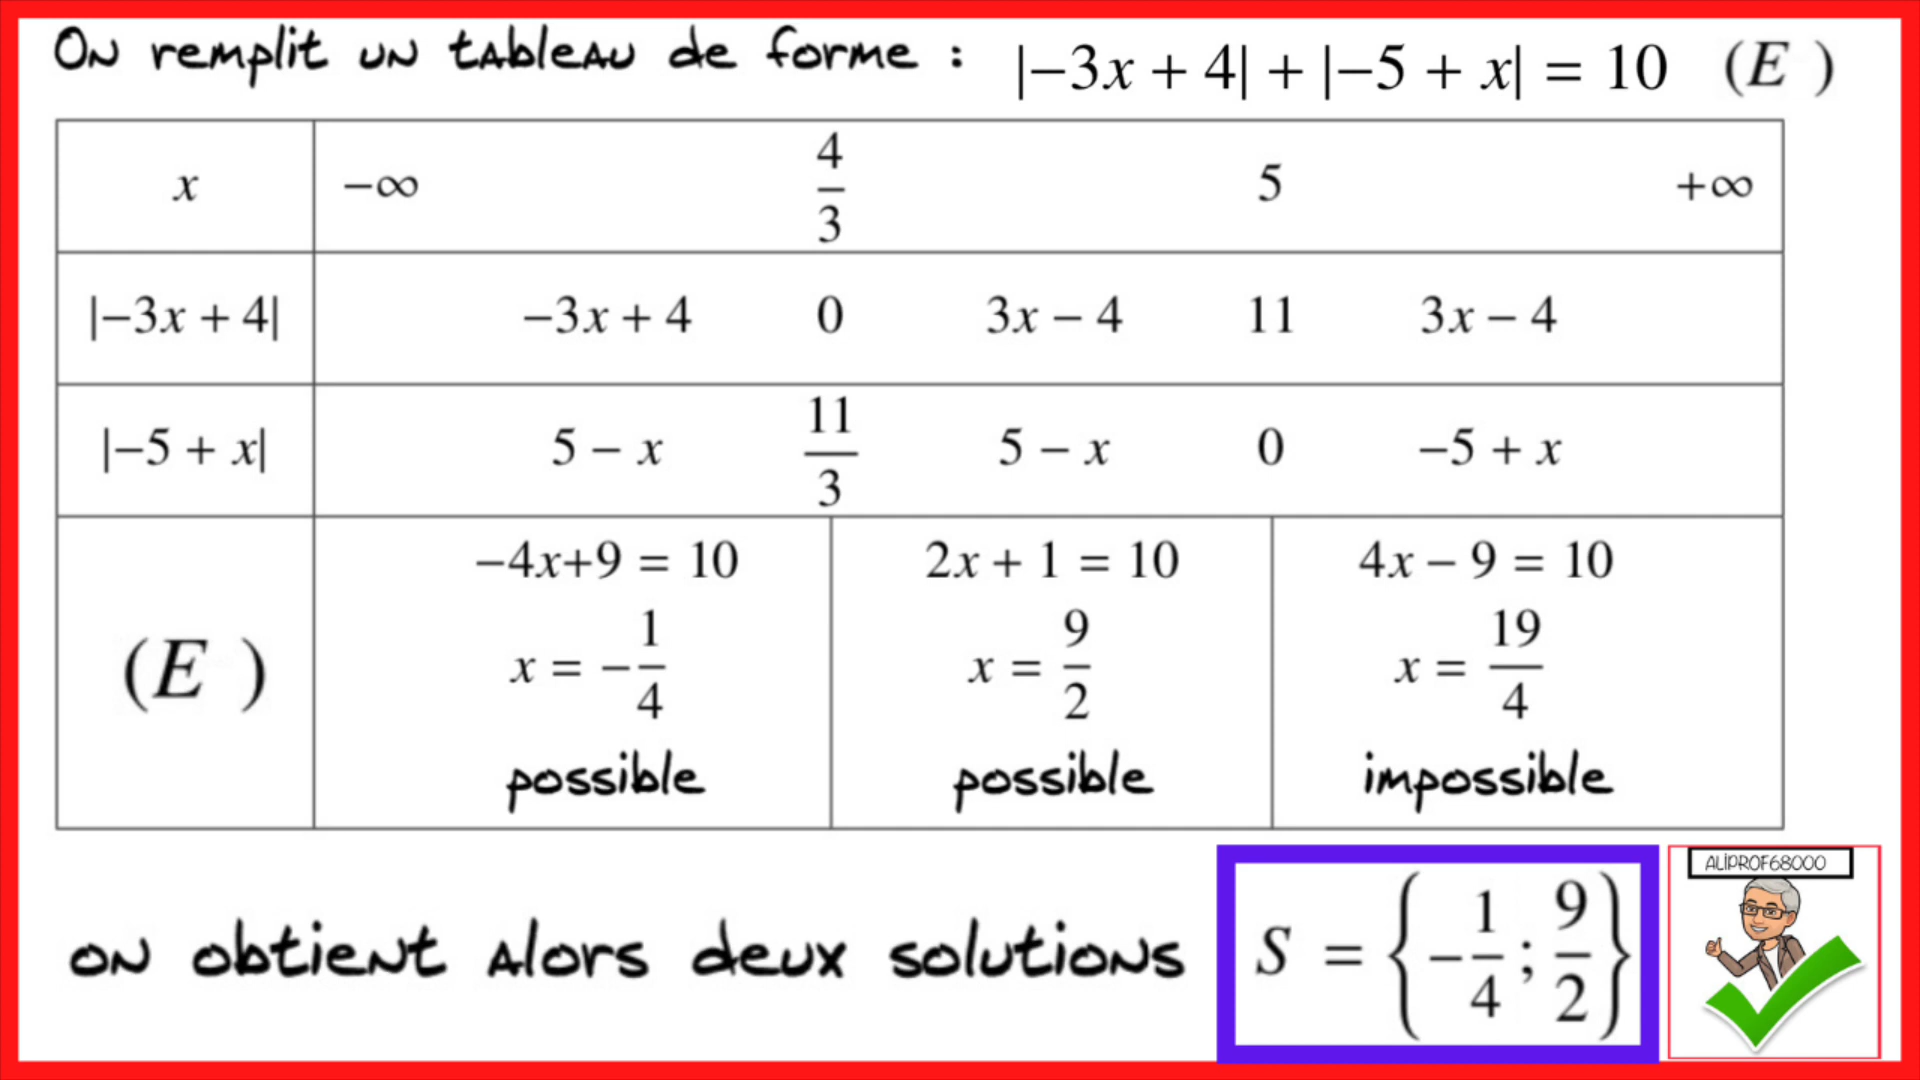 On remplit un tableau de forme : |−3x + 4| + |−5 + x| = 10 (E )
x −∞ 4/3 5 +∞
|−3x + 4| −3x + 4 0 3x − 4 11 3x − 4
|−5 + x| 5 − x 11/3 5 − x 0 −5 + x
(E ) −4x+9 = 10 2x + 1 = 10 4x − 9 = 10
x = −1/4 x = 9/2 x = 19/4
possible possible impossible
on obtient alors deux solutions S = {−1/4 ; 9/2}
ALIPROF68000